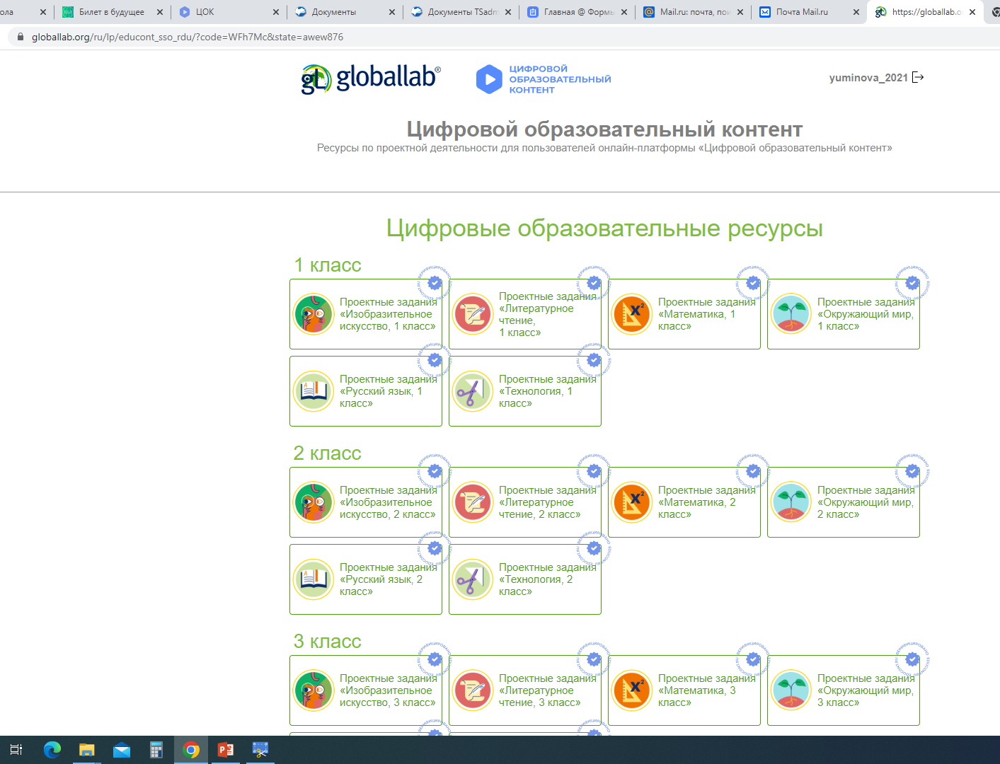 ола
Билет в будущее
ЦОК
Документы
Документы TSadm
Главная @ Формы
Mail.ru: почта, пои
Почта Mail.ru
https://globallab.o
globallab.org/ru/lp/educont_sso_rdu/?code=WFh7Mc&state=awew876
globallab®
ЦИФРОВОЙ
ОБРАЗОВАТЕЛЬНЫЙ
КОНТЕНТ
yuminova_2021
Цифровой образовательный контент
Ресурсы по проектной деятельности для пользователей онлайн-платформы «Цифровой образовательный контент»
Цифровые образовательные ресурсы
1 класс
Проектные задания
«Изобразительное
искусство, 1 класс»
Проектные задания
«Литературное
чтение,
1 класс»
Проектные задания
«Математика, 1
класс»
Проектные задания
«Окружающий мир,
1 класс»
Проектные задания
«Русский язык, 1
класс»
Проектные задания
«Технология, 1
класс»
2 класс
Проектные задания
«Изобразительное
искусство, 2 класс»
Проектные задания
«Литературное
чтение, 2 класс»
Проектные задания
«Математика, 2
класс»
Проектные задания
«Окружающий мир,
2 класс»
Проектные задания
«Русский язык, 2
класс»
Проектные задания
«Технология, 2
класс»
3 класс
Проектные задания
«Изобразительное
искусство, 3 класс»
Проектные задания
«Литературное
чтение, 3 класс»
Проектные задания
«Математика, 3
класс»
Проектные задания
«Окружающий мир,
3 класс»